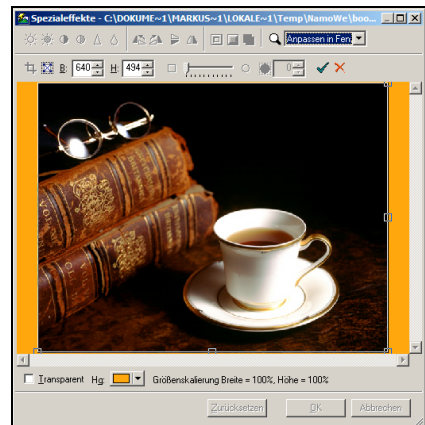 Spezialeffekte - C:\DOKUME~1\MARKUS~1\LOKALE~1\Temp\NamoWe\boo...
Anpassen in Fen:
B: 640 H: 494 0
Transparent Hg: Größenskalierung Breite = 100%, Höhe = 100%
Zurücksetzen OK Abbrechen